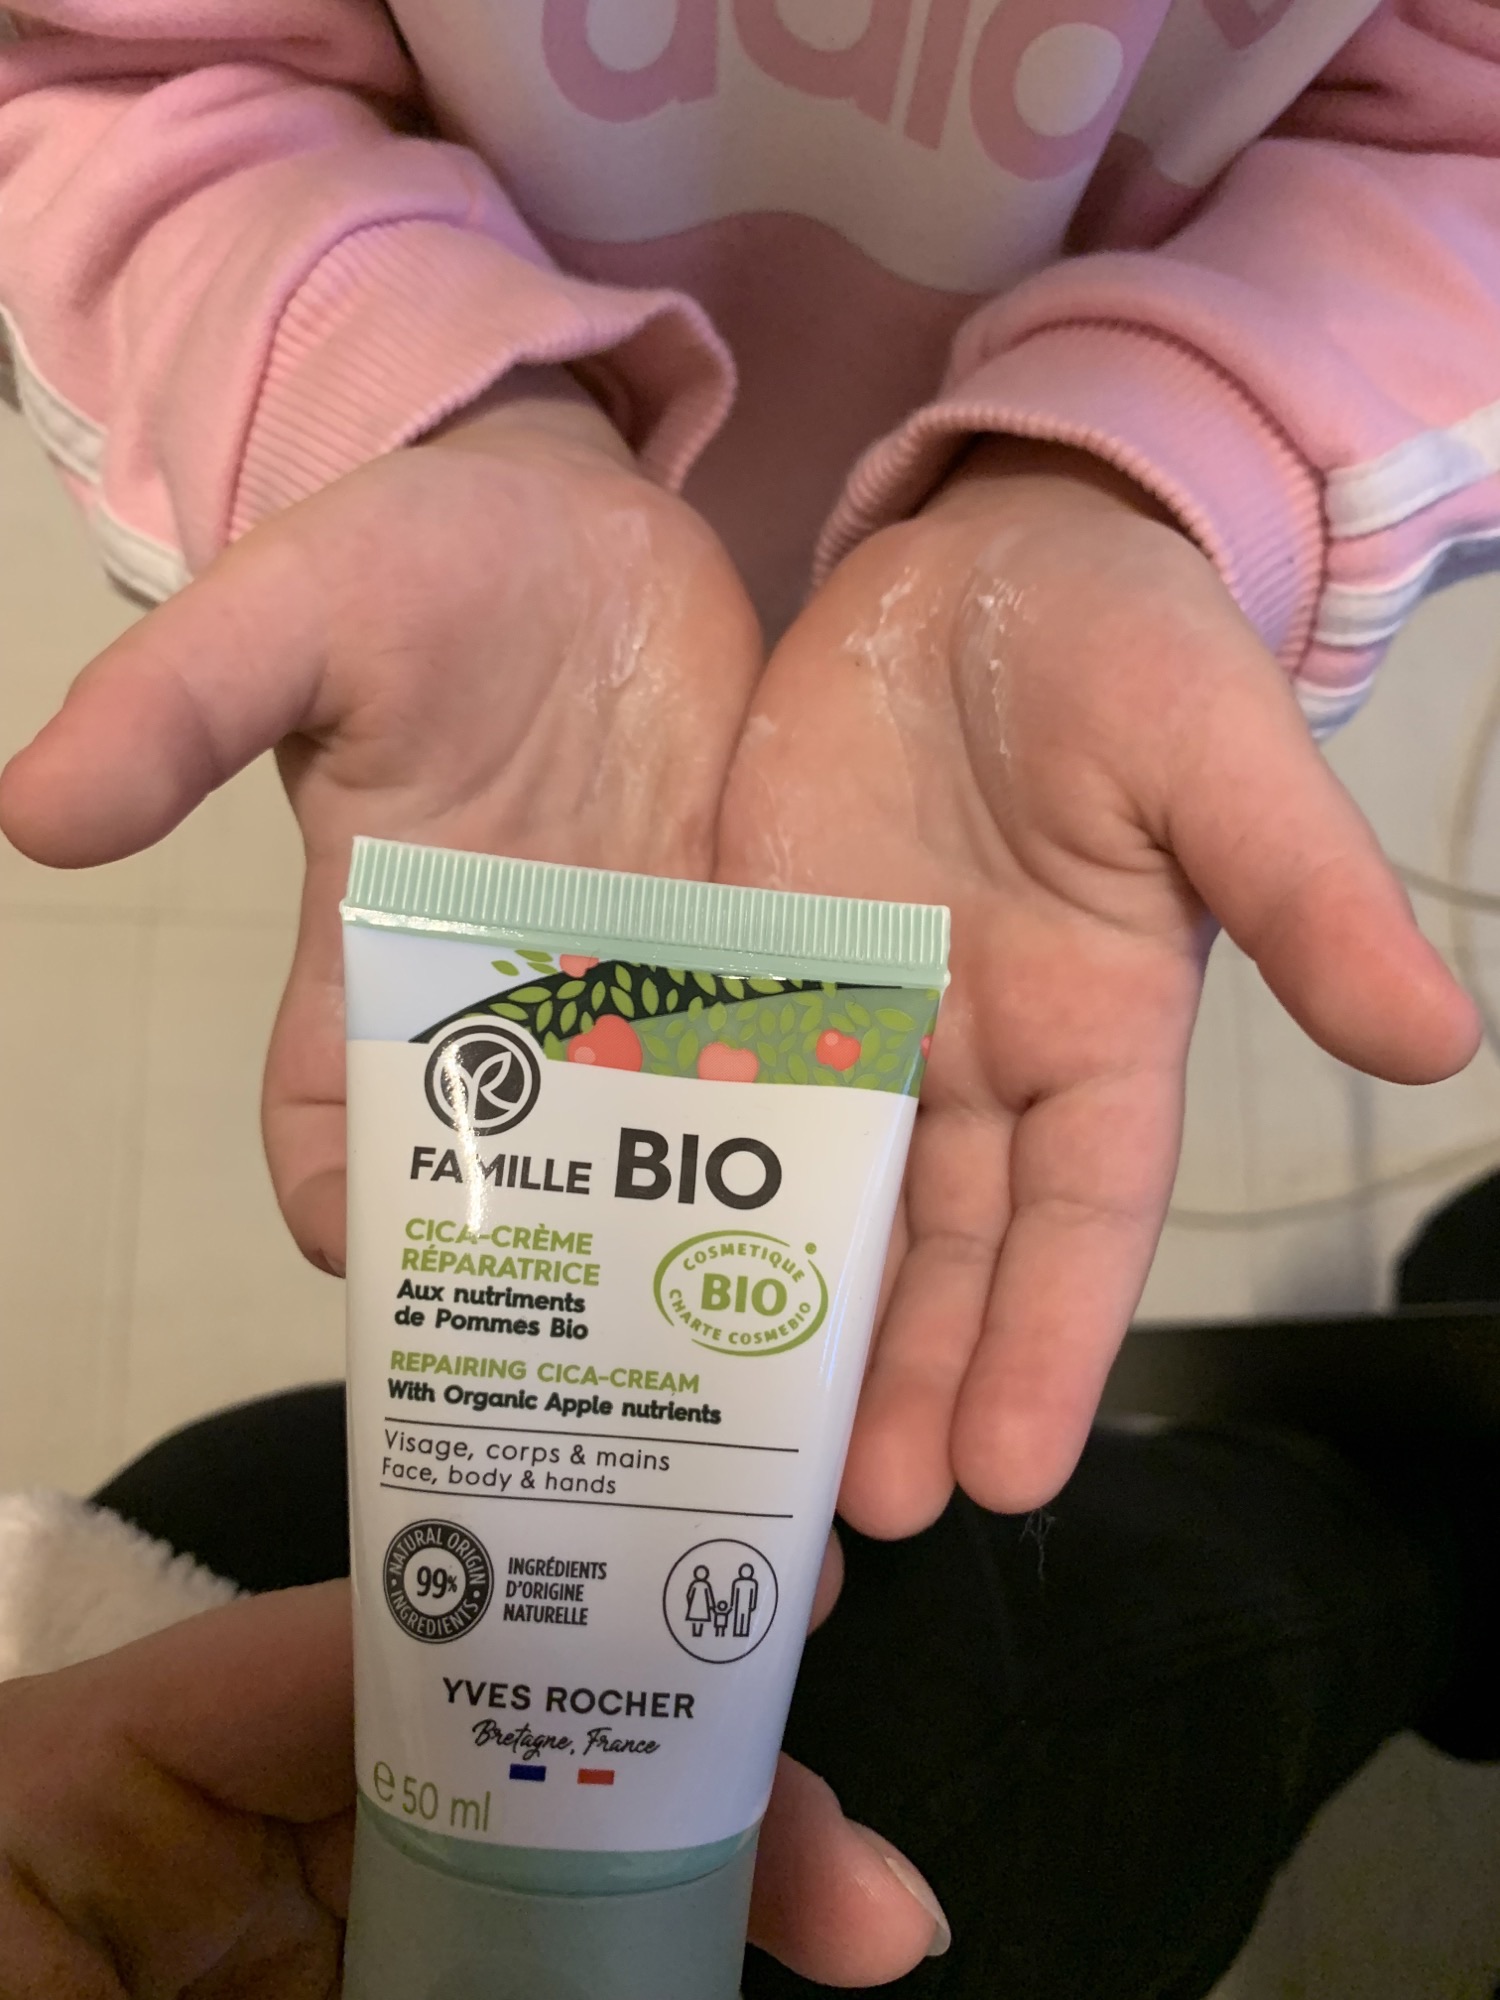 adid
FAMILLE BIO
CICA-CRÈME
RÉPARATRICE
Aux nutriments
de Pommes Bio
COSMETIQUE
BIO
CHARTE COSMEBIO
REPAIRING CICA-CREAM
With Organic Apple nutrients
Visage, corps & mains
Face, body & hands
NATURAL ORIGIN
99%
INGREDIENTS
INGRÉDIENTS
D'ORIGINE
NATURELLE
YVES ROCHER
Bretagne, France
e 50 ml